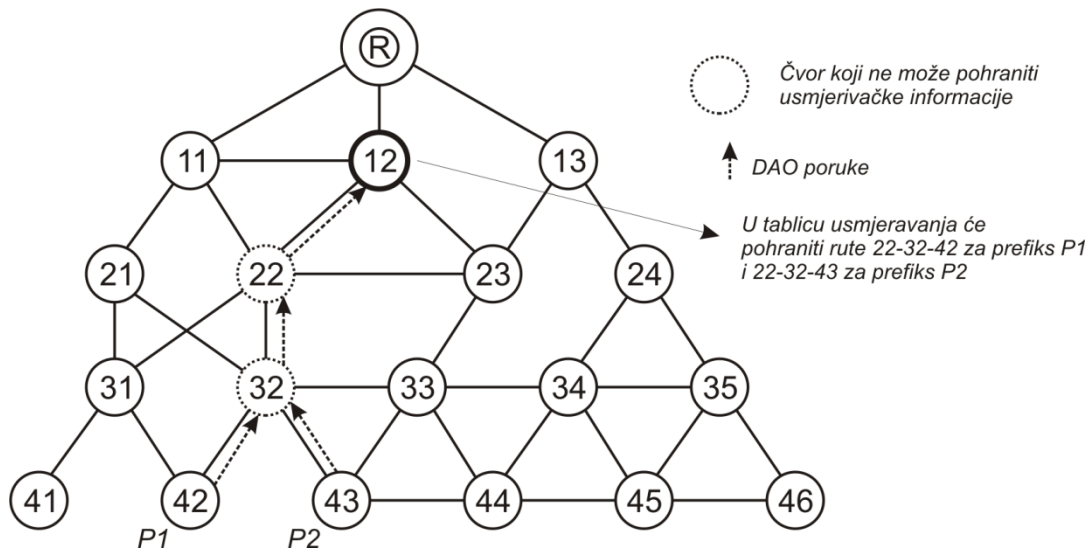 R
Čvor koji ne može pohraniti
usmjerivačke informacije
11
12
13
DAO poruke
U tablicu usmjeravanja će
pohraniti rute 22-32-42 za prefiks P1
i 22-32-43 za prefiks P2
21
22
23
24
31
32
33
34
35
41
42
43
44
45
46
P1
P2